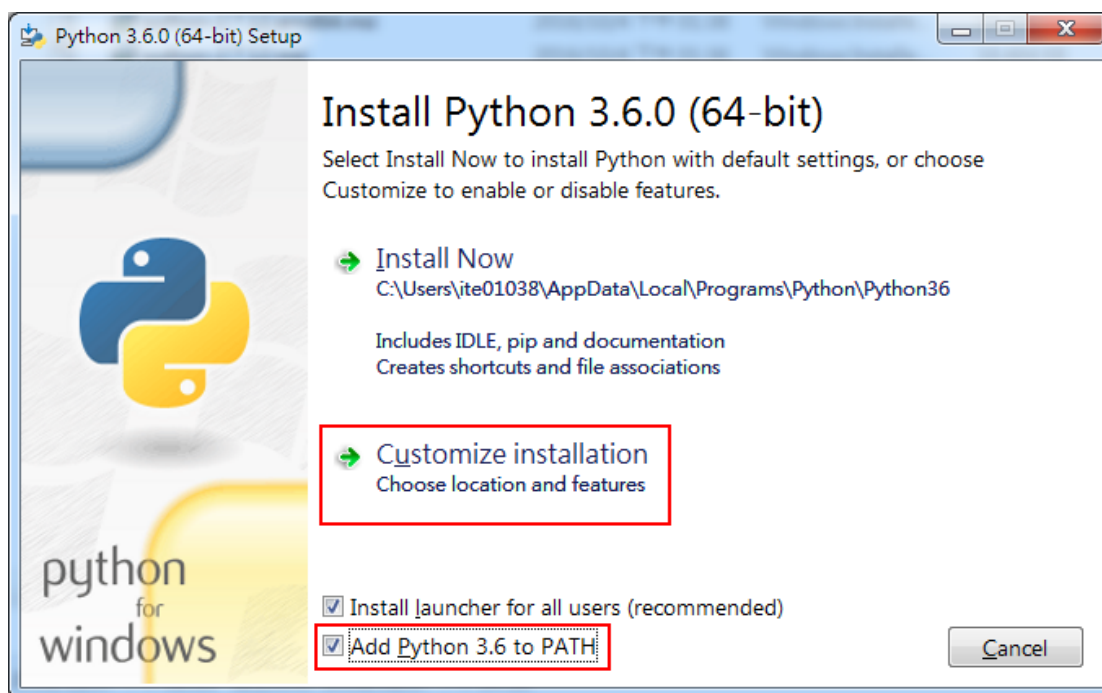 Python 3.6.0 (64-bit) Setup
Install Python 3.6.0 (64-bit)
Select Install Now to install Python with default settings, or choose
Customize to enable or disable features.
Install Now
C:\Users\ite01038\AppData\Local\Programs\Python\Python36
Includes IDLE, pip and documentation
Creates shortcuts and file associations
Customize installation
Choose location and features
python
for
windows
Install launcher for all users (recommended)
Add Python 3.6 to PATH
Cancel